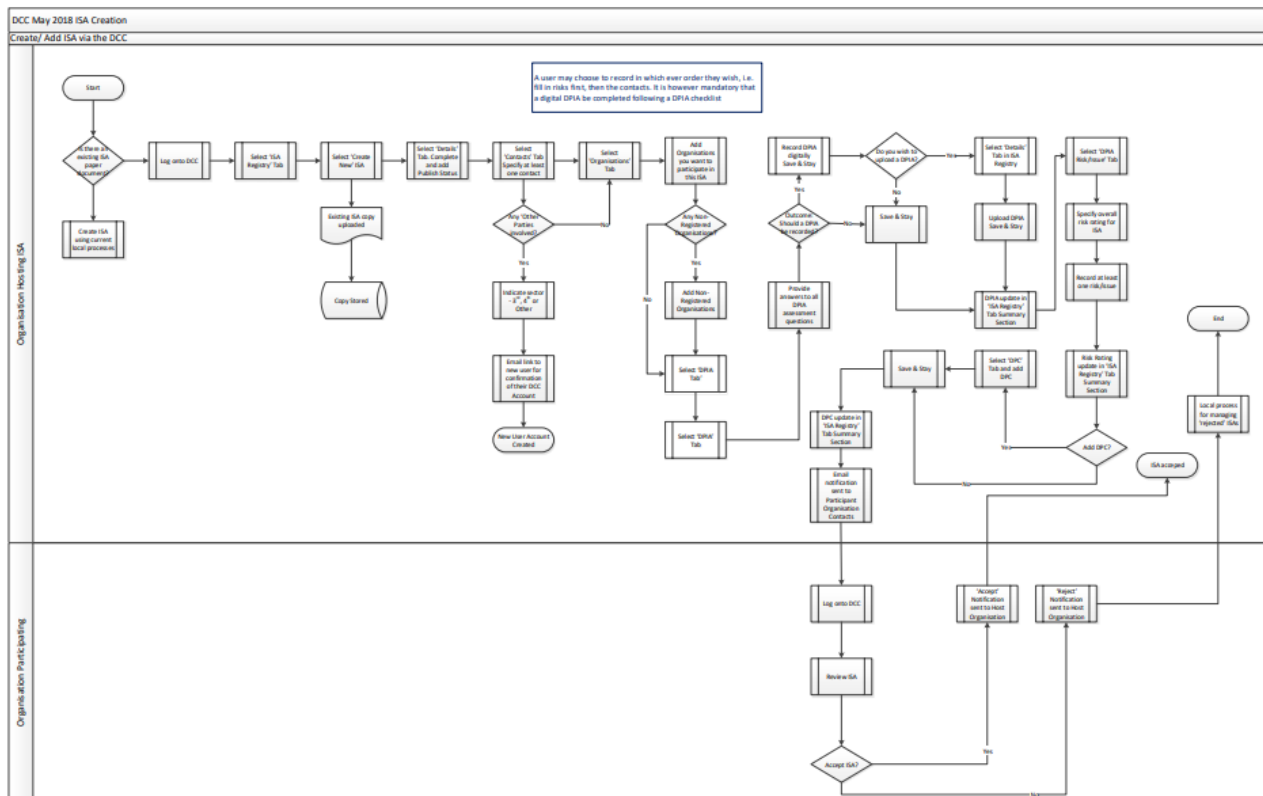 DCC May 2018 ISA Creation
Create/ Add ISA via the DCC
Organisation Hosting ISA
A user may choose to record in which ever order they wish, i.e.
fill in risks first, then the contacts. It is however mandatory that
a digital DPIA be completed following a DPIA checklist
Start
Is there an
existing ISA
paper
document?
Log onto DCC
Select 'ISA
Registry' Tab
Select 'Create
New' ISA
Select 'Details'
Tab. Complete
and add
Publish Status
Select
'Contacts' Tab
Specify at least
one contact
Select
'Organisations'
Tab
Add
Organisations
you want to
participate in
this ISA
Record DPIA
digitally
Save & Stay
Do you wish to
upload a DPIA?
Yes
Select 'Details'
Tab in ISA
Registry
Select 'DPIA
Risk/Issue' Tab
Create ISA
using current
local processes
Existing ISA copy
uploaded
Any 'Other
Parties
involved?
No
Any Non-
Registered
Organisations?
Yes
Outcome:
Should a DPIA
be recorded?
No
No
Save & Stay
Upload DPIA
Save & Stay
Specify overall
risk rating for
ISA
Copy Stored
Yes
Indicate sector
- 3rd, 4th or
Other
Yes
No
Add Non-
Registered
Organisations
Provide
answers to all
DPIA
assessment
questions
DPIA update in
'ISA Registry'
Tab Summary
Section
Record at least
one risk/issue
End
Email link to
new user for
confirmation
of their DCC
Account
Select 'DPIA
Tab'
Save & Stay
Select 'DPC'
Tab and add
DPC
Risk Rating
update in 'ISA
Registry' Tab
Summary
Section
New User Account
Created
Select 'DPIA'
Tab
DPC update in
'ISA Registry'
Tab Summary
Section
Yes
Add DPC?
No
Local process
for managing
'rejected' ISAs
ISA accepted
Email
notification
sent to
Participant
Organisation
Contacts
Organisation Participating
Log onto DCC
'Accept'
Notification
sent to Host
Organisation
'Reject'
Notification
sent to Host
Organisation
Review ISA
Accept ISA?
Yes
No